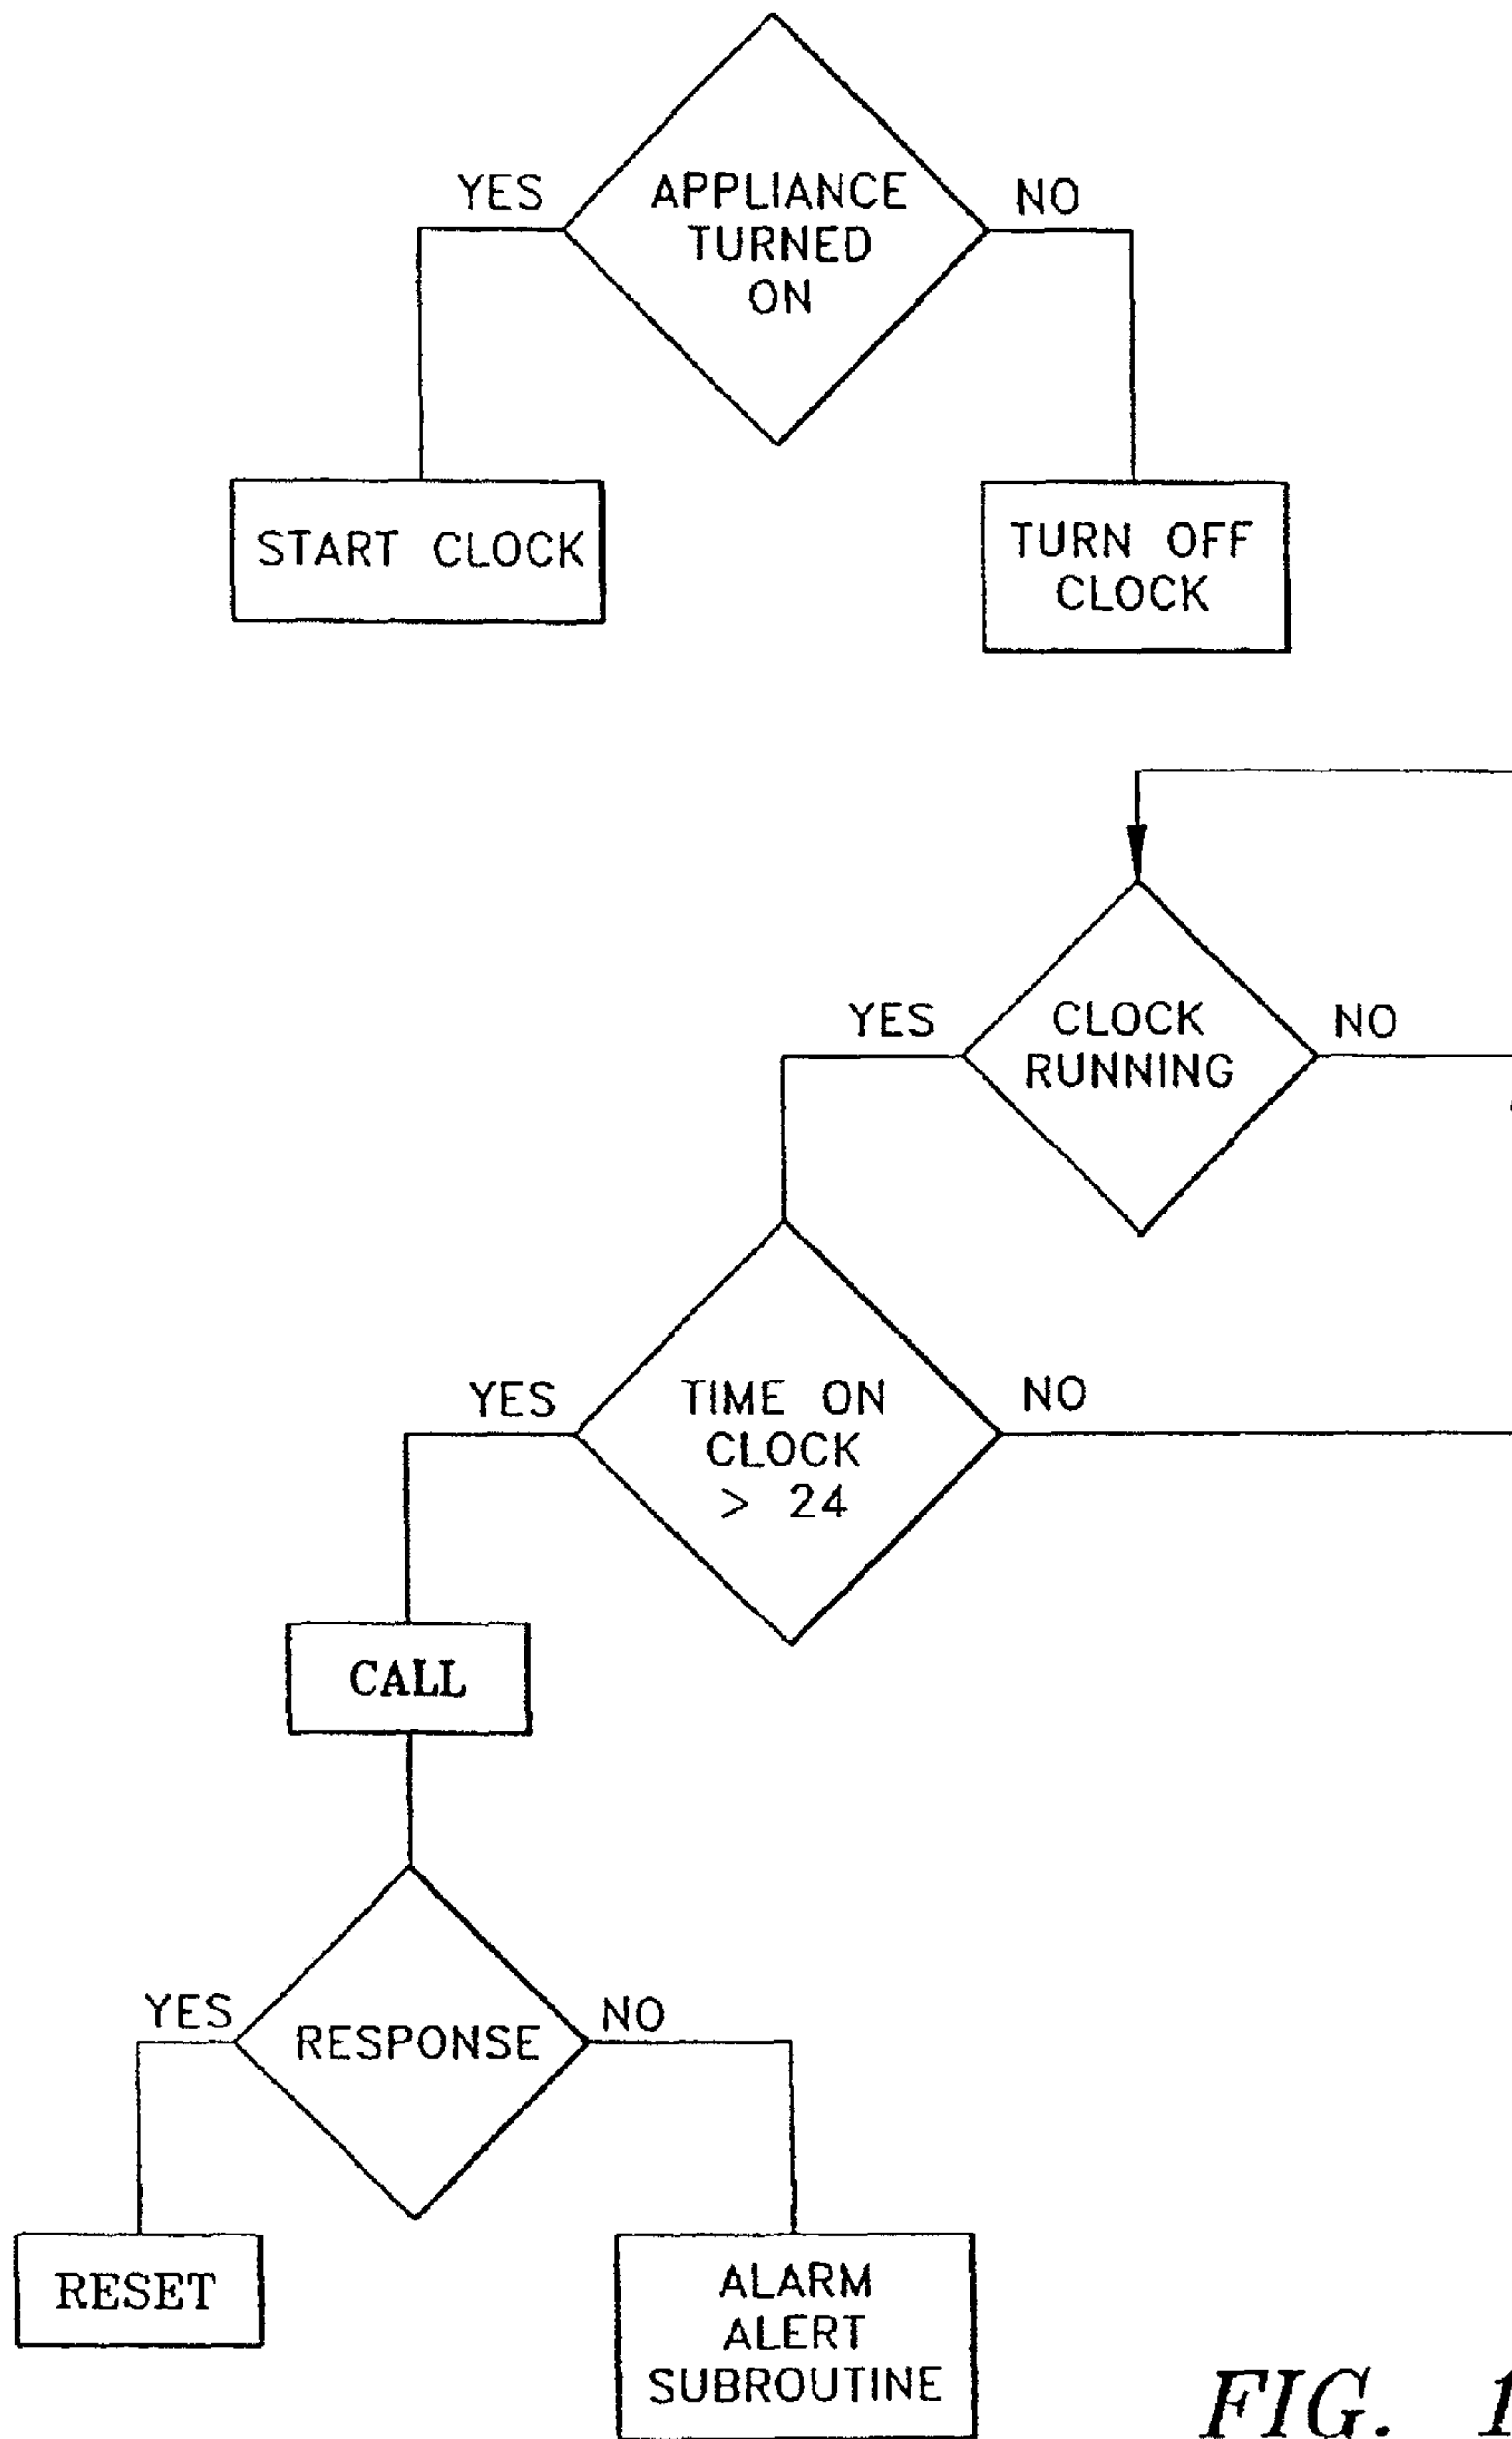 YES
APPLIANCE
TURNED
ON
NO
START CLOCK
TURN OFF
CLOCK
YES
CLOCK
RUNNING
NO
YES
TIME ON
CLOCK
> 24
NO
CALL
YES
RESPONSE
NO
RESET
ALARM
ALERT
SUBROUTINE
FIG. 1